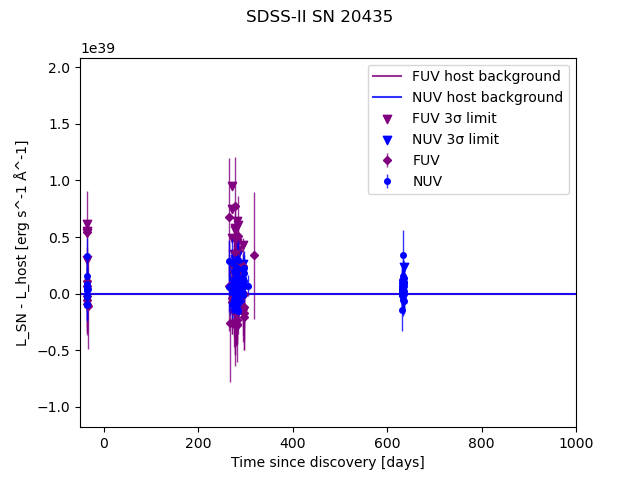 SDSS-II SN 20435
1e39
2.0
1.5
1.0
0.5
0.0
−0.5
−1.0
L_SN - L_host [erg s^-1 Å^-1]
FUV host background
NUV host background
FUV 3σ limit
NUV 3σ limit
FUV
NUV
0 200 400 600 800 1000
Time since discovery [days]